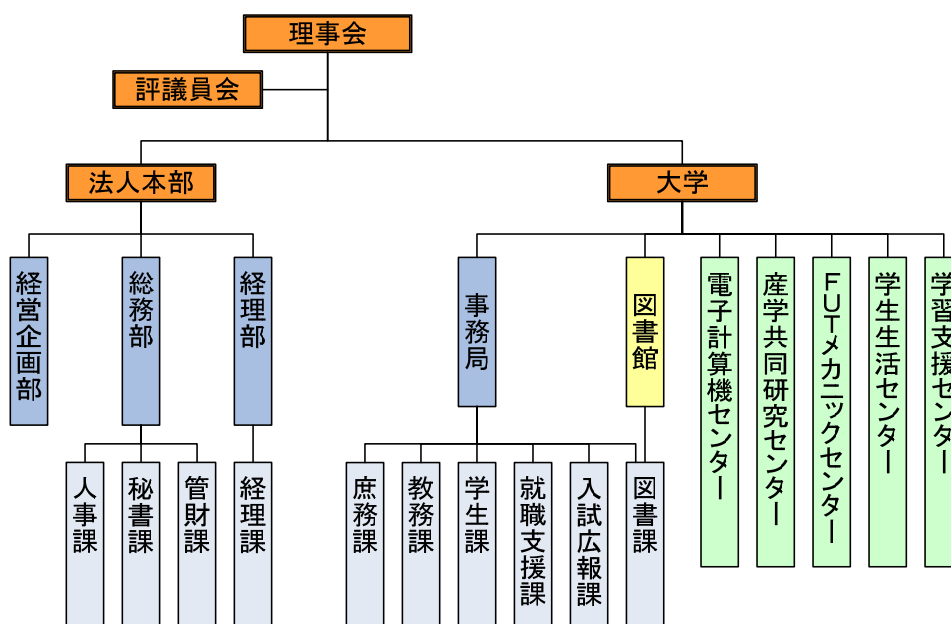 理事会
評議員会
法人本部
大学
経営企画部
総務部
経理部
事務局
図書館
電子計算機センター
産学共同研究センター
FUTメカニックセンター
学生生活センター
学習支援センター
人事課
秘書課
管財課
経理課
庶務課
教務課
学生課
就職支援課
入試広報課
図書課